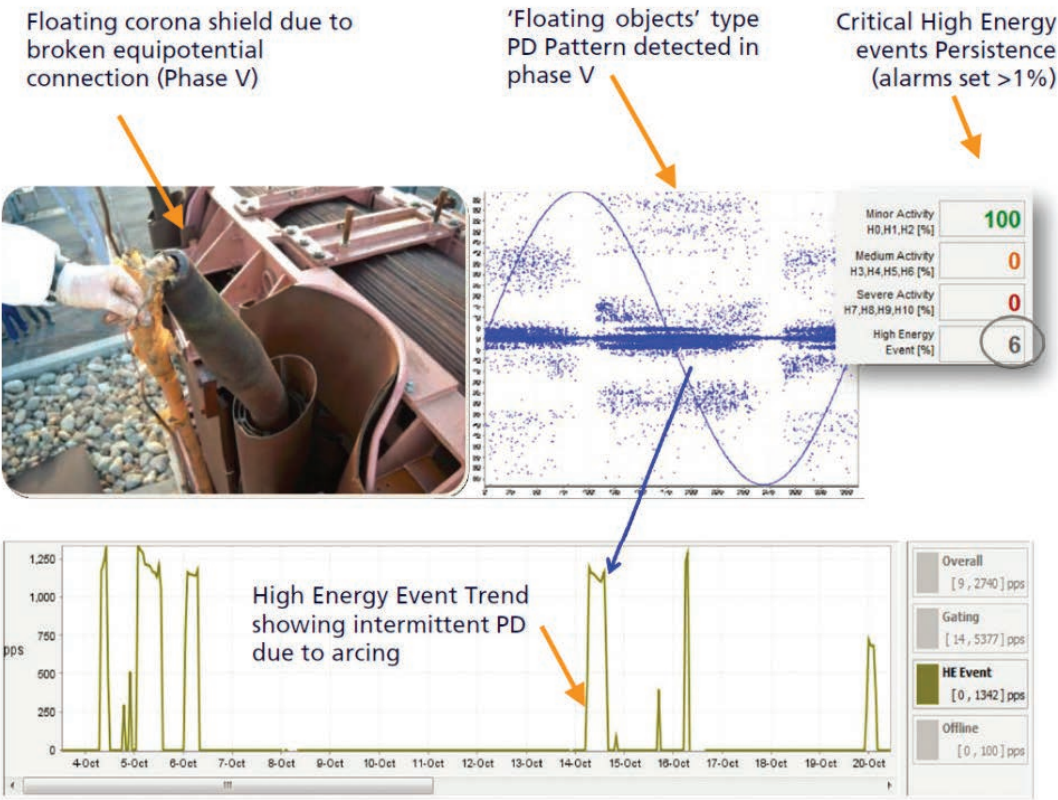 Floating corona shield due to
broken equipotential
connection (Phase V)
'Floating objects' type
PD Pattern detected in
phase V
Critical High Energy
events Persistence
(alarms set >1%)
Minor Activity
H0,H1,H2 [%]
100
Medium Activity
H3,H4,H5,H6 [%]
0
Severe Activity
H7,H8,H9,H10 [%]
0
High Energy
Event [%]
6
1,250
1,000
750
500
250
0
pps
High Energy Event Trend
showing intermittent PD
due to arcing
4-Oct 5-Oct 6-Oct 7-Oct 8-Oct 9-Oct 10-Oct 11-Oct 12-Oct 13-Oct 14-Oct 15-Oct 16-Oct 17-Oct 18-Oct 19-Oct 20-Oct
Overall
[9, 2740] pps
Gating
[14, 5377] pps
HE Event
[0, 1342] pps
Offline
[0, 100] pps